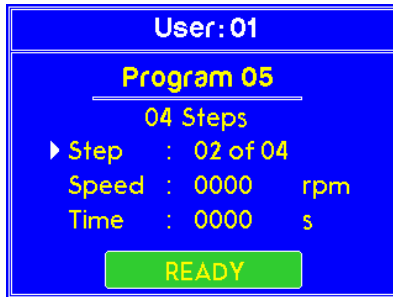 User: 01
Program 05
04 Steps
Step : 02 of 04
Speed : 0000 rpm
Time : 0000 s
READY